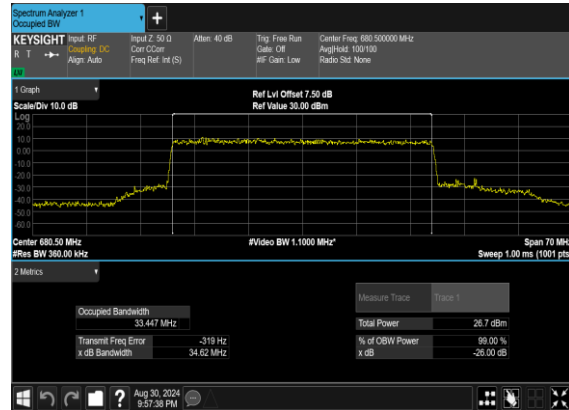 Spectrum Analyzer 1
Occupied BW
+
KEYSIGHT Input: RF Input Z: 50 Ω Atten: 40 dB Trig: Free Run Center Freq: 680.500000 MHz
R T Coupling: DC Corr CCorr Gate: Off Avg|Hold: 100/100
Align: Auto Freq Ref: Int (S) #IF Gain: Low Radio Std: None
LW
1 Graph
Ref Lvl Offset 7.50 dB
Scale/Div 10.0 dB Ref Value 30.00 dBm
Log
20.0
10.0
0.00
-10.0
-20.0
-30.0
-40.0
-50.0
-60.0
Center 680.50 MHz #Video BW 1.1000 MHz* Span 70 MHz
#Res BW 360.00 kHz Sweep 1.00 ms (1001 pts)
2 Metrics
Measure Trace Trace 1
Occupied Bandwidth
33.447 MHz
Total Power 26.7 dBm
Transmit Freq Error -319 Hz % of OBW Power 99.00 %
x dB Bandwidth 34.62 MHz x dB -26.00 dB
?
Aug 30, 2024
9:57:38 PM